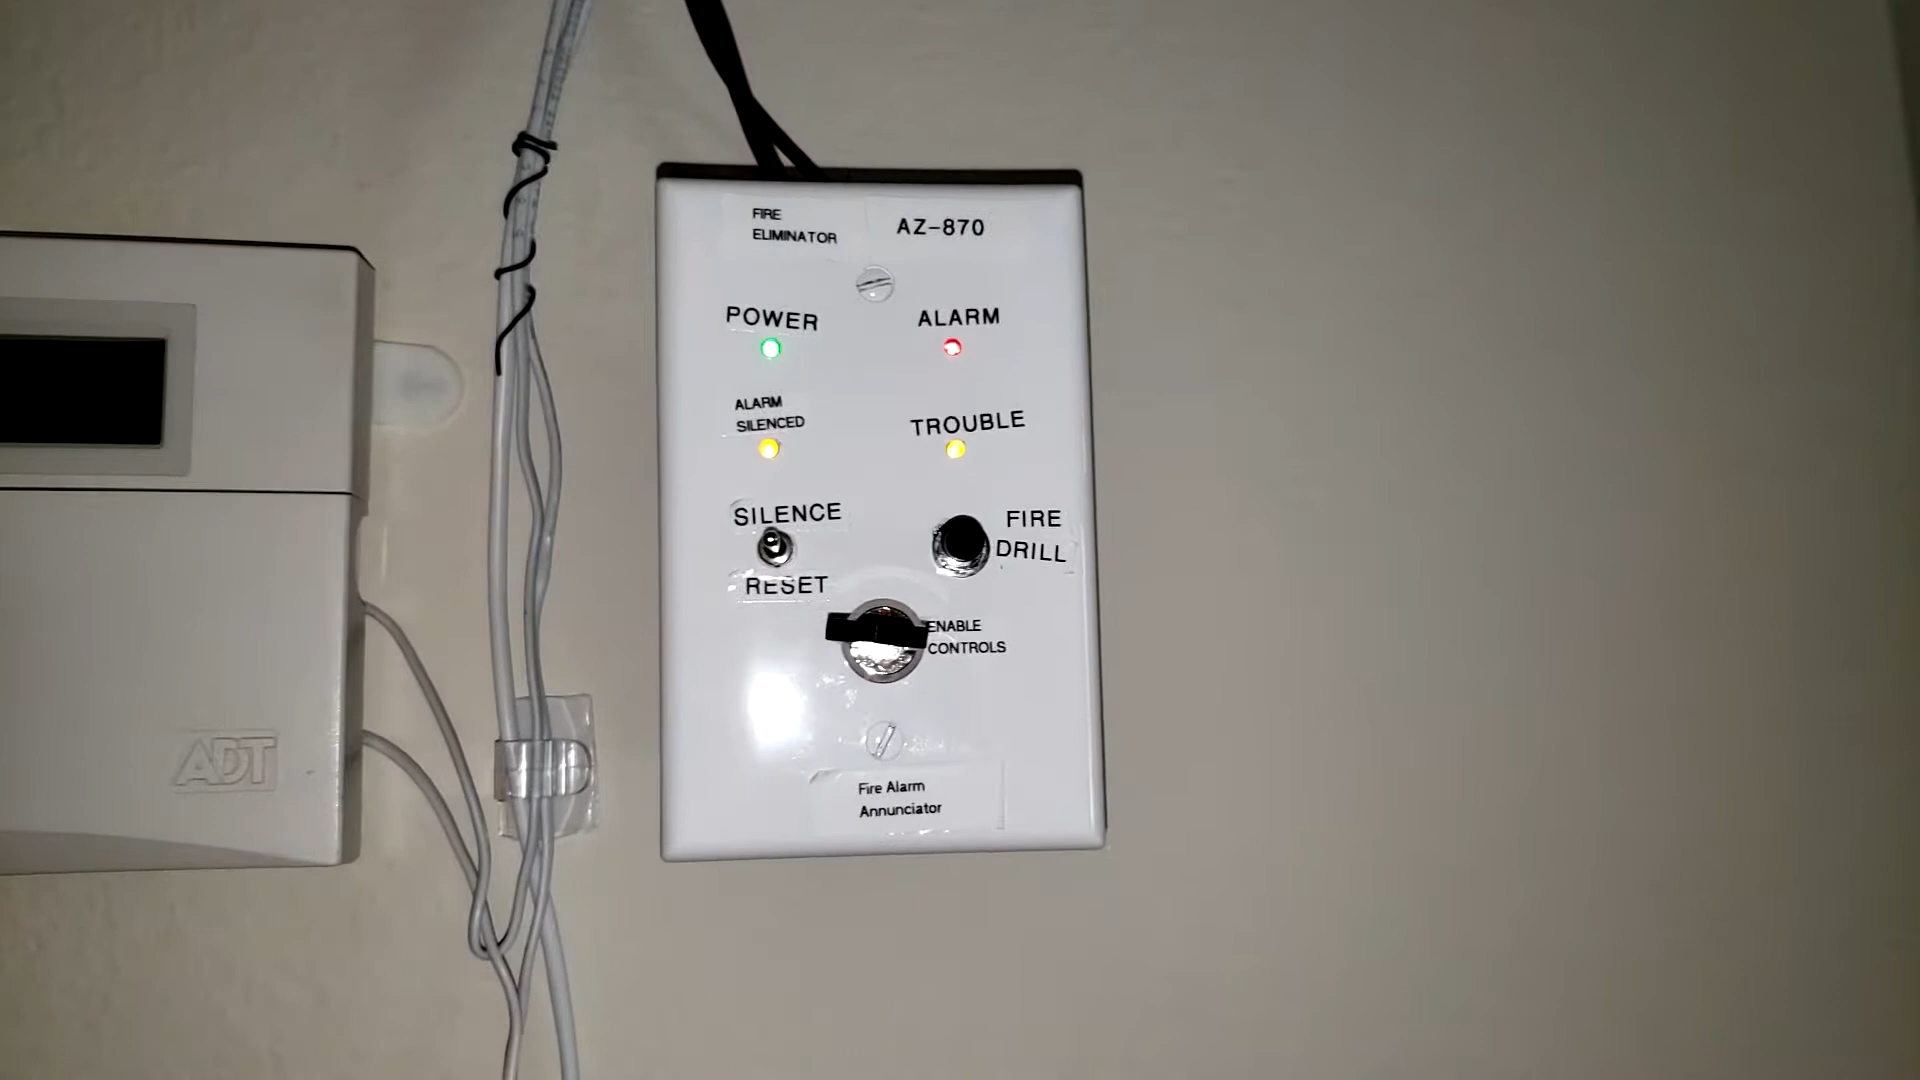 FIRE
ELIMINATOR
AZ-870
POWER
ALARM
ALARM
SILENCED
TROUBLE
SILENCE
RESET
FIRE
DRILL
ENABLE
CONTROLS
ADT
Fire Alarm
Annunciator